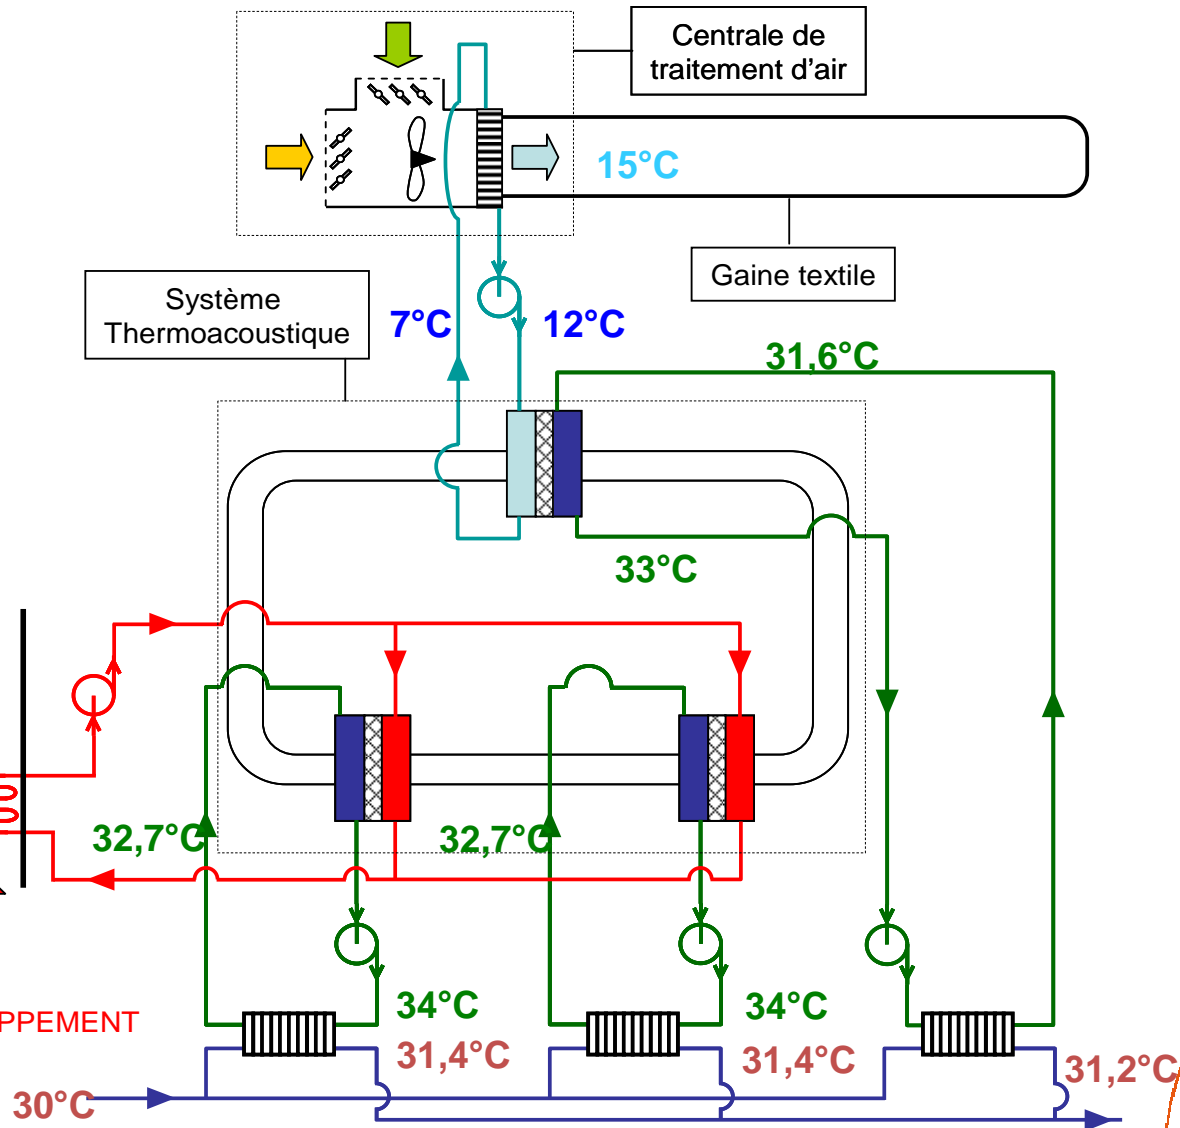 Centrale de
traitement d'air
15°C
Gaine textile
Système
Thermoacoustique
7°C
12°C
31,6°C
33°C
32,7°C
32,7°C
34°C
34°C
PPEMENT
31,4°C
31,4°C
31,2°C
30°C